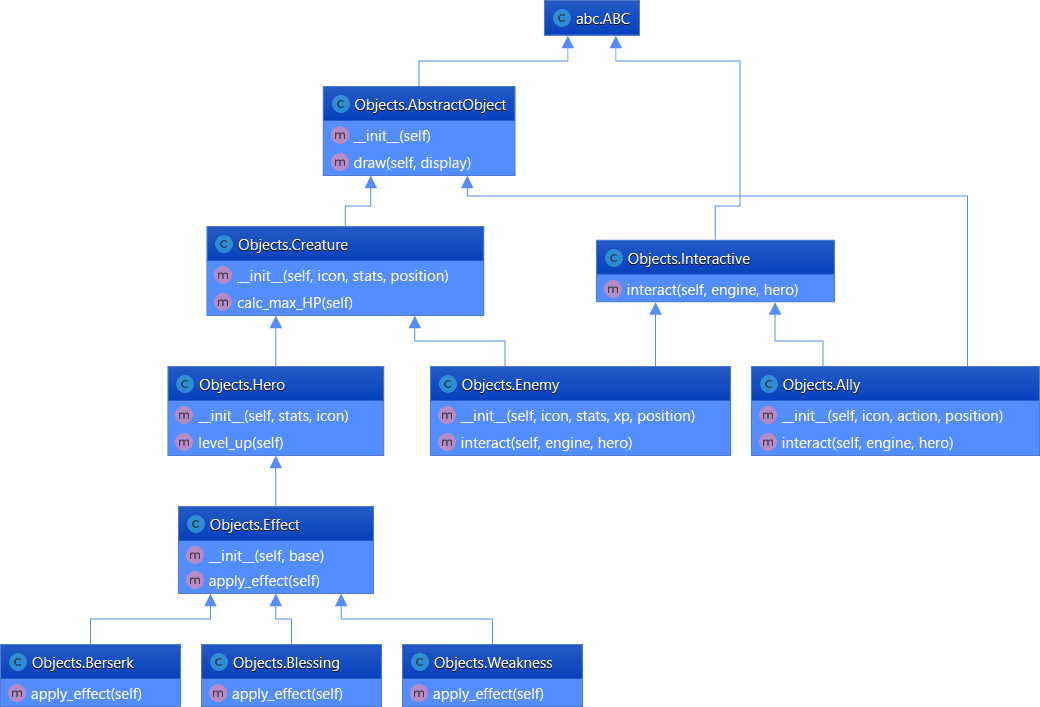 C abc.ABC
C Objects.AbstractObject
m __init__(self)
m draw(self, display)
C Objects.Creature
m __init__(self, icon, stats, position)
m calc_max_HP(self)
C Objects.Interactive
m interact(self, engine, hero)
C Objects.Hero
m __init__(self, stats, icon)
m level_up(self)
C Objects.Enemy
m __init__(self, icon, stats, xp, position)
m interact(self, engine, hero)
C Objects.Ally
m __init__(self, icon, action, position)
m interact(self, engine, hero)
C Objects.Effect
m __init__(self, base)
m apply_effect(self)
C Objects.Berserk
m apply_effect(self)
C Objects.Blessing
m apply_effect(self)
C Objects.Weakness
m apply_effect(self)